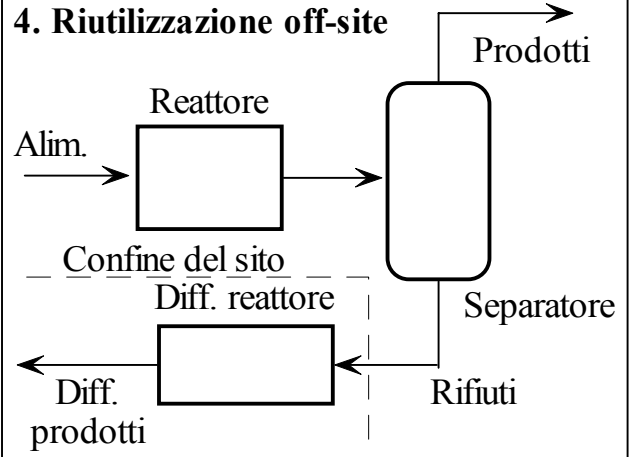 4. Riutilizzazione off-site
Prodotti
Reattore
Alim.
Confine del sito
Diff. reattore
Separatore
Diff.
prodotti
Rifiuti